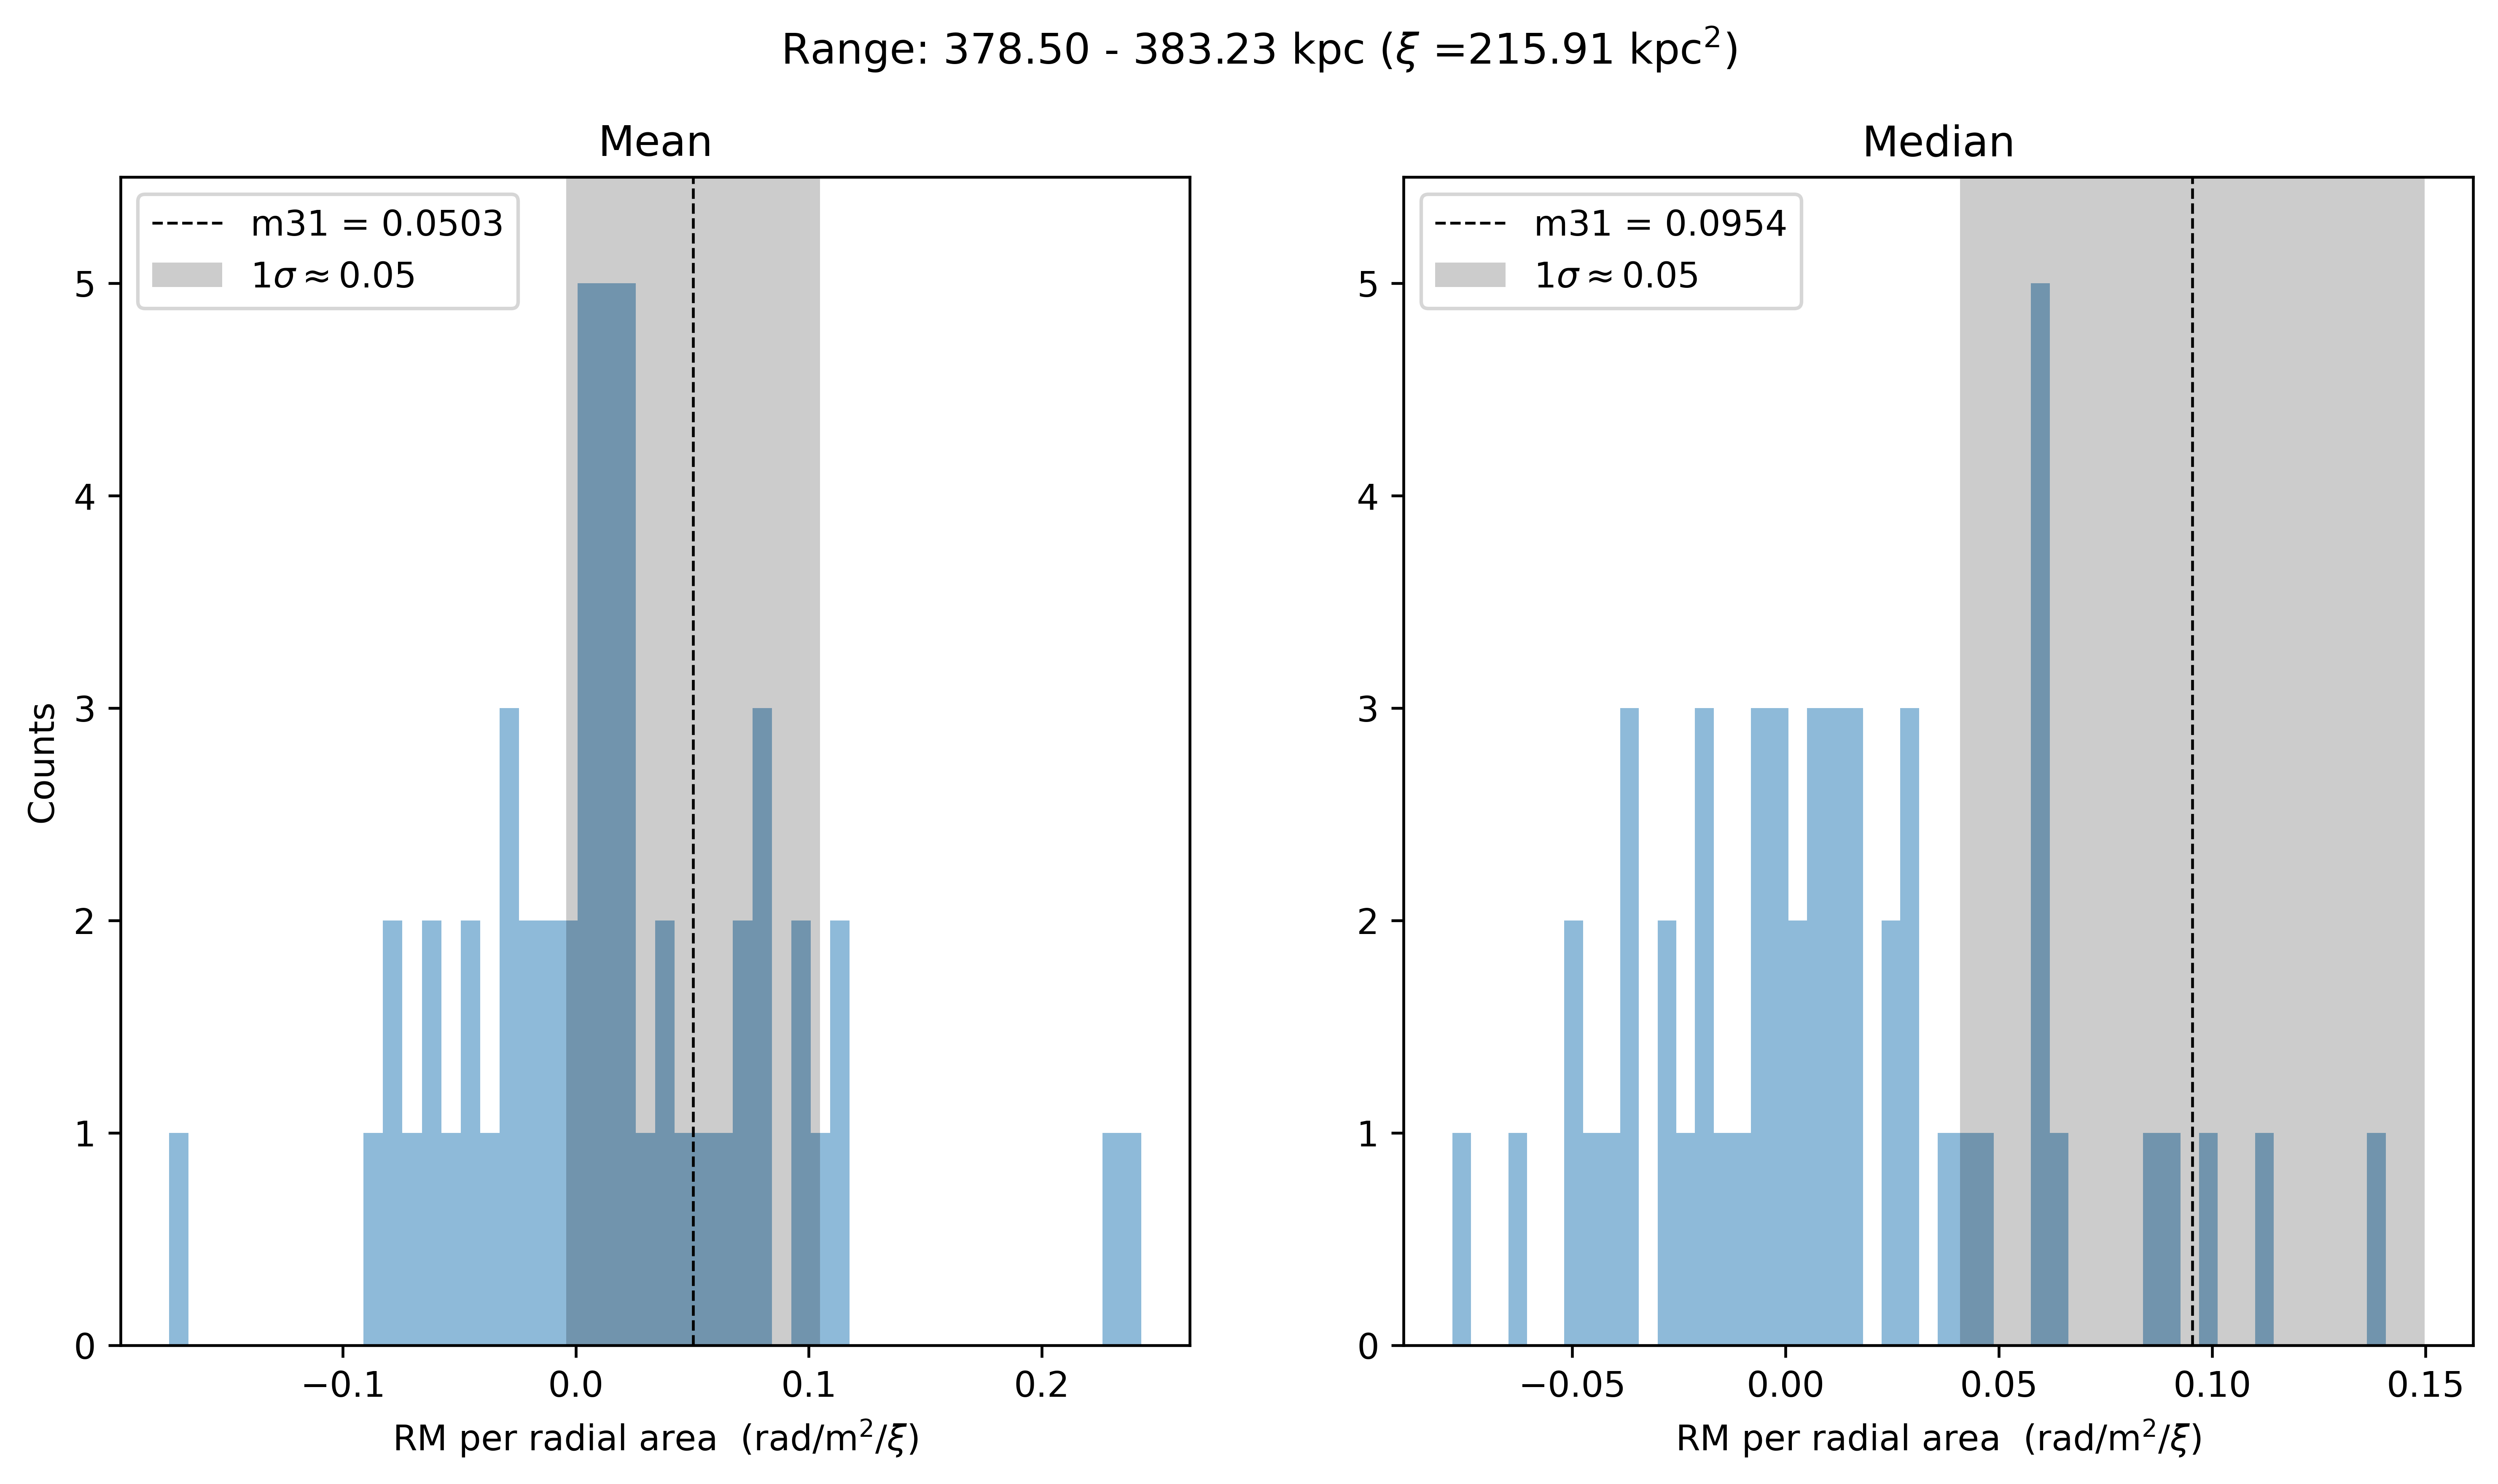 Range: 378.50 - 383.23 kpc (ξ =215.91 kpc²)
Mean
m31 = 0.0503
1σ ≈ 0.05
5
4
3
2
1
0
Counts
−0.1 0.0 0.1 0.2
RM per radial area (rad/m²/ξ)
Median
m31 = 0.0954
1σ ≈ 0.05
5
4
3
2
1
0
−0.05 0.00 0.05 0.10 0.15
RM per radial area (rad/m²/ξ)